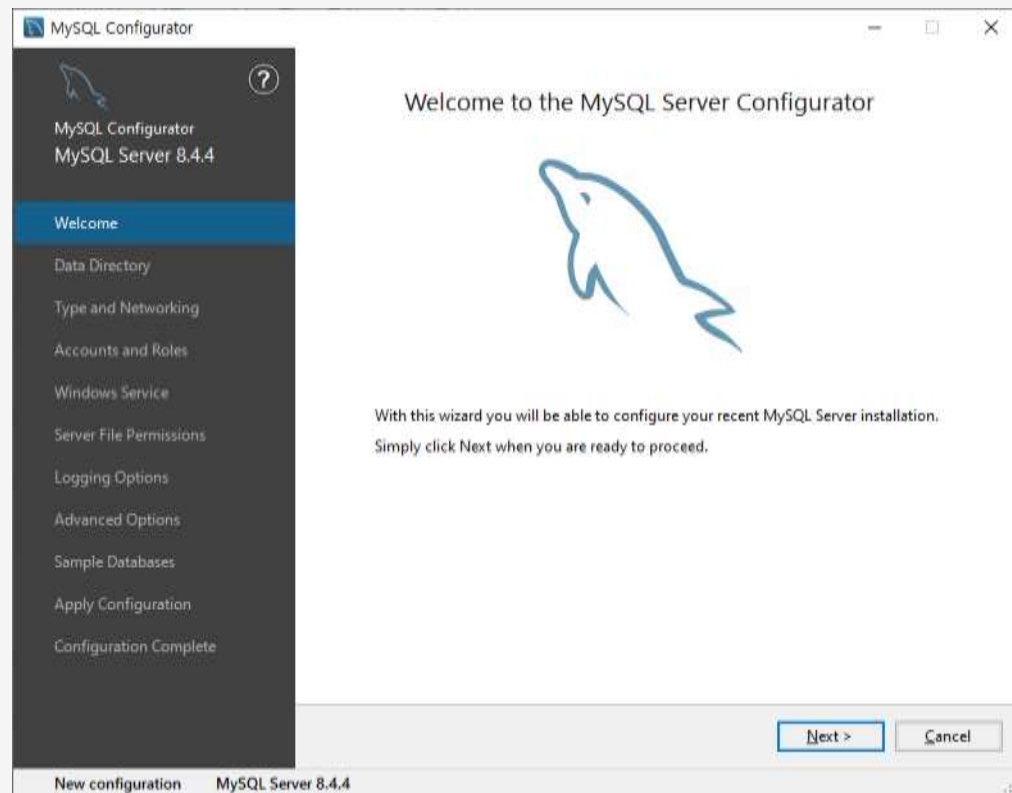 MySQL Configurator
?
MySQL Configurator
MySQL Server 8.4.4
Welcome
Data Directory
Type and Networking
Accounts and Roles
Windows Service
Server File Permissions
Logging Options
Advanced Options
Sample Databases
Apply Configuration
Configuration Complete
Welcome to the MySQL Server Configurator
With this wizard you will be able to configure your recent MySQL Server installation.
Simply click Next when you are ready to proceed.
Next >
Cancel
New configuration MySQL Server 8.4.4